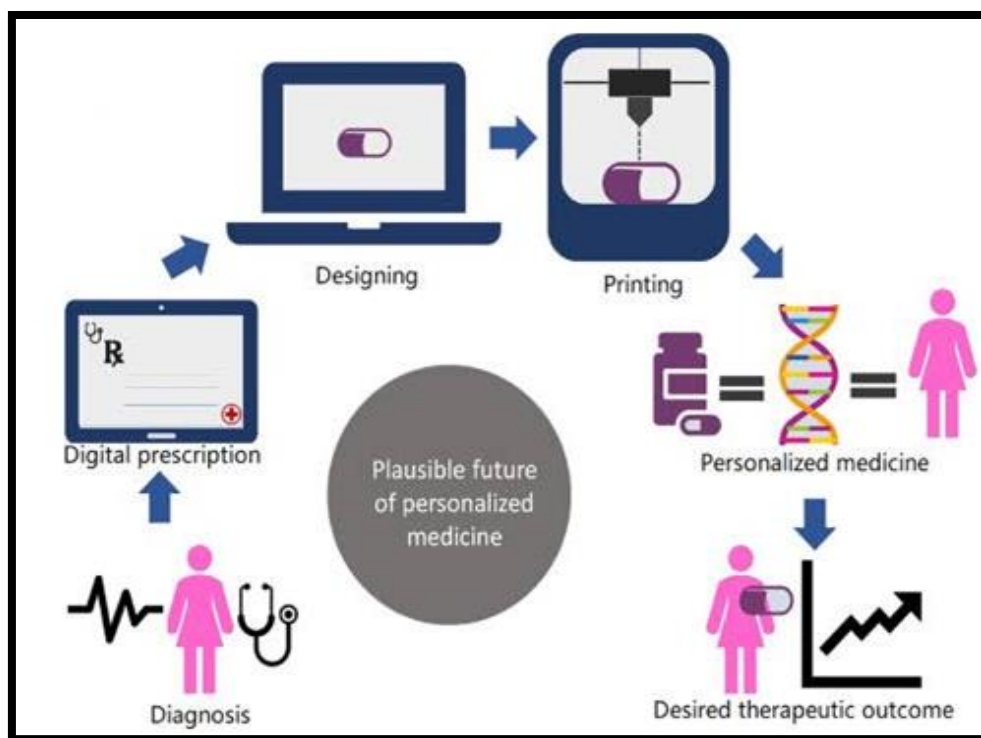 Designing
Printing
℞
Digital prescription
Personalized medicine
Plausible future
of personalized
medicine
Diagnosis
Desired therapeutic outcome